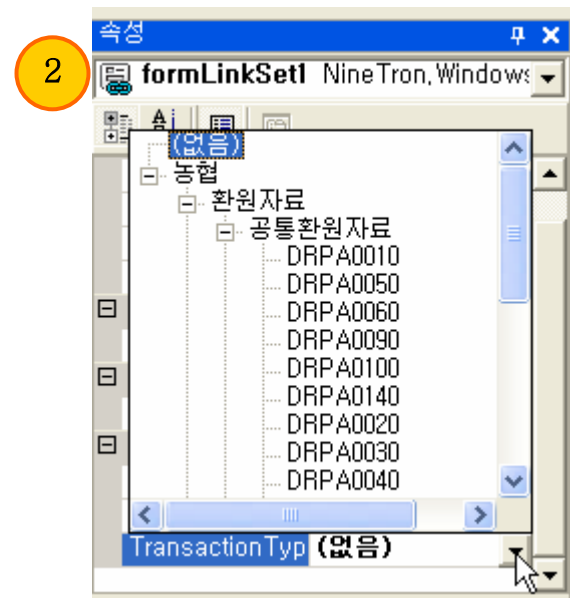 속성
2
formLinkSet1 NineTron,Windows
(없음)
농협
환원자료
공통환원자료
DRPA0010
DRPA0050
DRPA0060
DRPA0090
DRPA0100
DRPA0140
DRPA0020
DRPA0030
DRPA0040
TransactionTyp (없음)